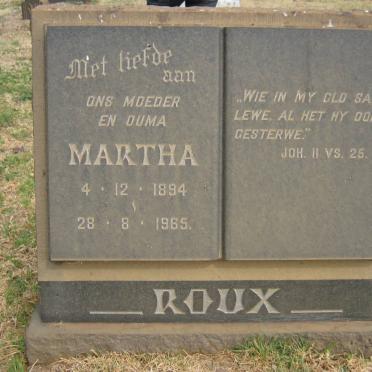 Met liefde
aan
ONS MOEDER
EN OUMA
MARTHA
4 · 12 · 1894
28 · 8 · 1965.
„WIE IN MY GLO
LEWE, AL HET HY
GESTERWE."
JOH. 11 VS. 25.
ROUX